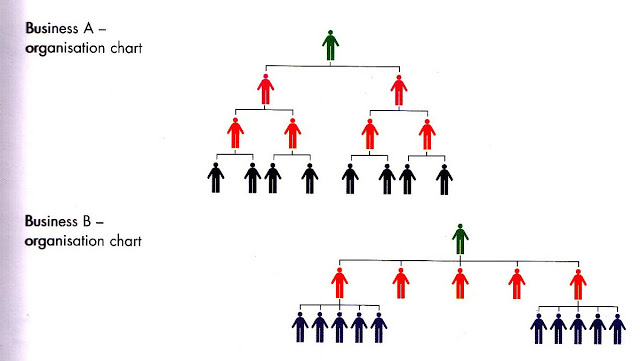 Business A –
organisation chart
Business B –
organisation chart